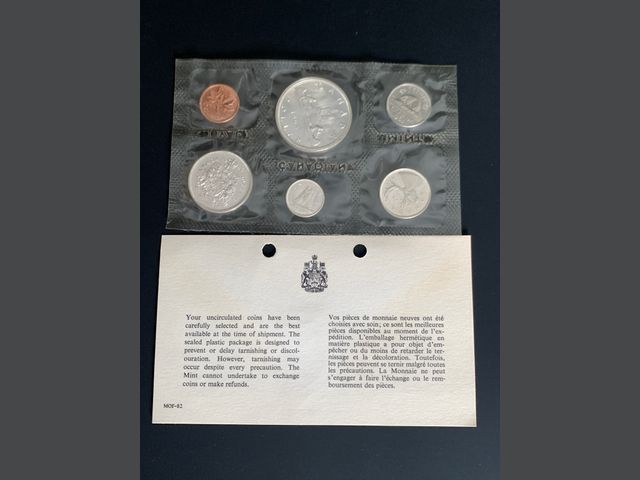 CANADIAN
Your uncirculated coins have been
carefully selected and are the best
available at the time of shipment. The
sealed plastic package is designed to
prevent or delay tarnishing or discol-
ouration. However, tarnishing may
occur despite every precaution. The
Mint cannot undertake to exchange
coins or make refunds.
Vos pièces de monnaie neuves ont été
choisies avec soin; ce sont les meilleures
pièces disponibles au moment de l'ex-
pédition. L'emballage hermétique en
matière plastique a pour objet d'em-
pêcher ou du moins de retarder le ter-
nissage et la décoloration. Toutefois,
les pièces peuvent se ternir malgré toutes
les précautions. La Monnaie ne peut
s'engager à faire l'échange ou le rem-
boursement des pièces.
MOF-82